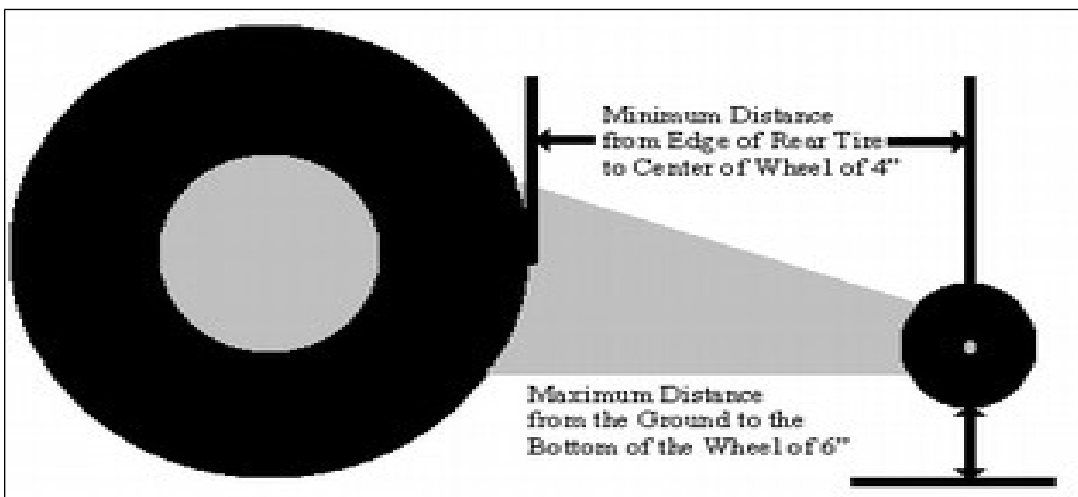 Minimum Distance
from Edge of Rear Tire
to Center of Wheel of 4"
Maximum Distance
from the Ground to the
Bottom of the Wheel of 6"